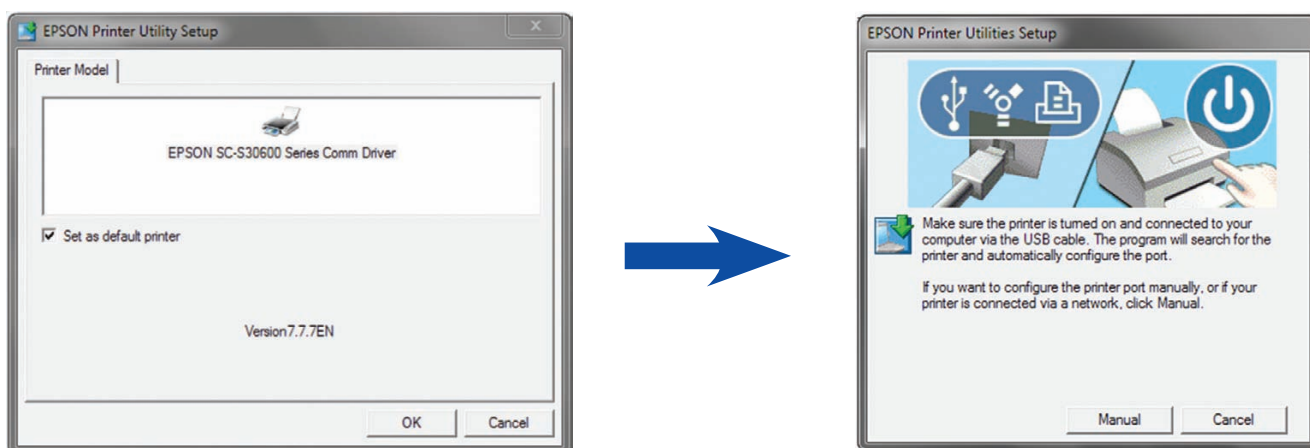 EPSON Printer Utility Setup
Printer Model
EPSON SC-S30600 Series Comm Driver
Set as default printer
Version7.7.7EN
OK
Cancel
EPSON Printer Utilities Setup
Make sure the printer is turned on and connected to your
computer via the USB cable. The program will search for the
printer and automatically configure the port.
If you want to configure the printer port manually, or if your
printer is connected via a network, click Manual.
Manual
Cancel